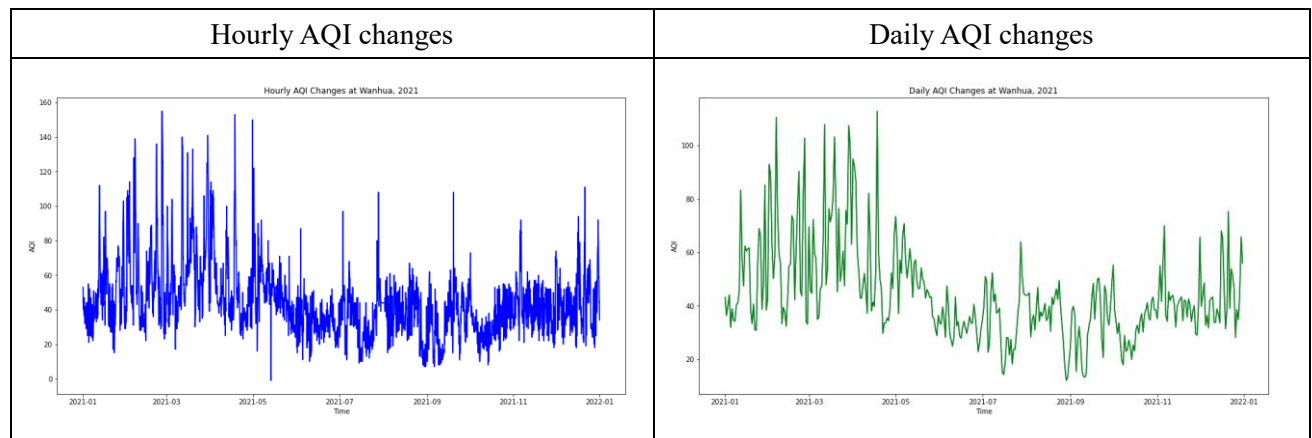 Hourly AQI changes
Daily AQI changes
Hourly AQI Changes at Wanhua, 2021
160
140
120
100
80
60
40
20
0
AQI
2021-01 2021-03 2021-05 2021-07 2021-09 2021-11 2022-01
Time
Daily AQI Changes at Wanhua, 2021
100
80
60
40
20
AQI
2021-01 2021-03 2021-05 2021-07 2021-09 2021-11 2022-01
Time